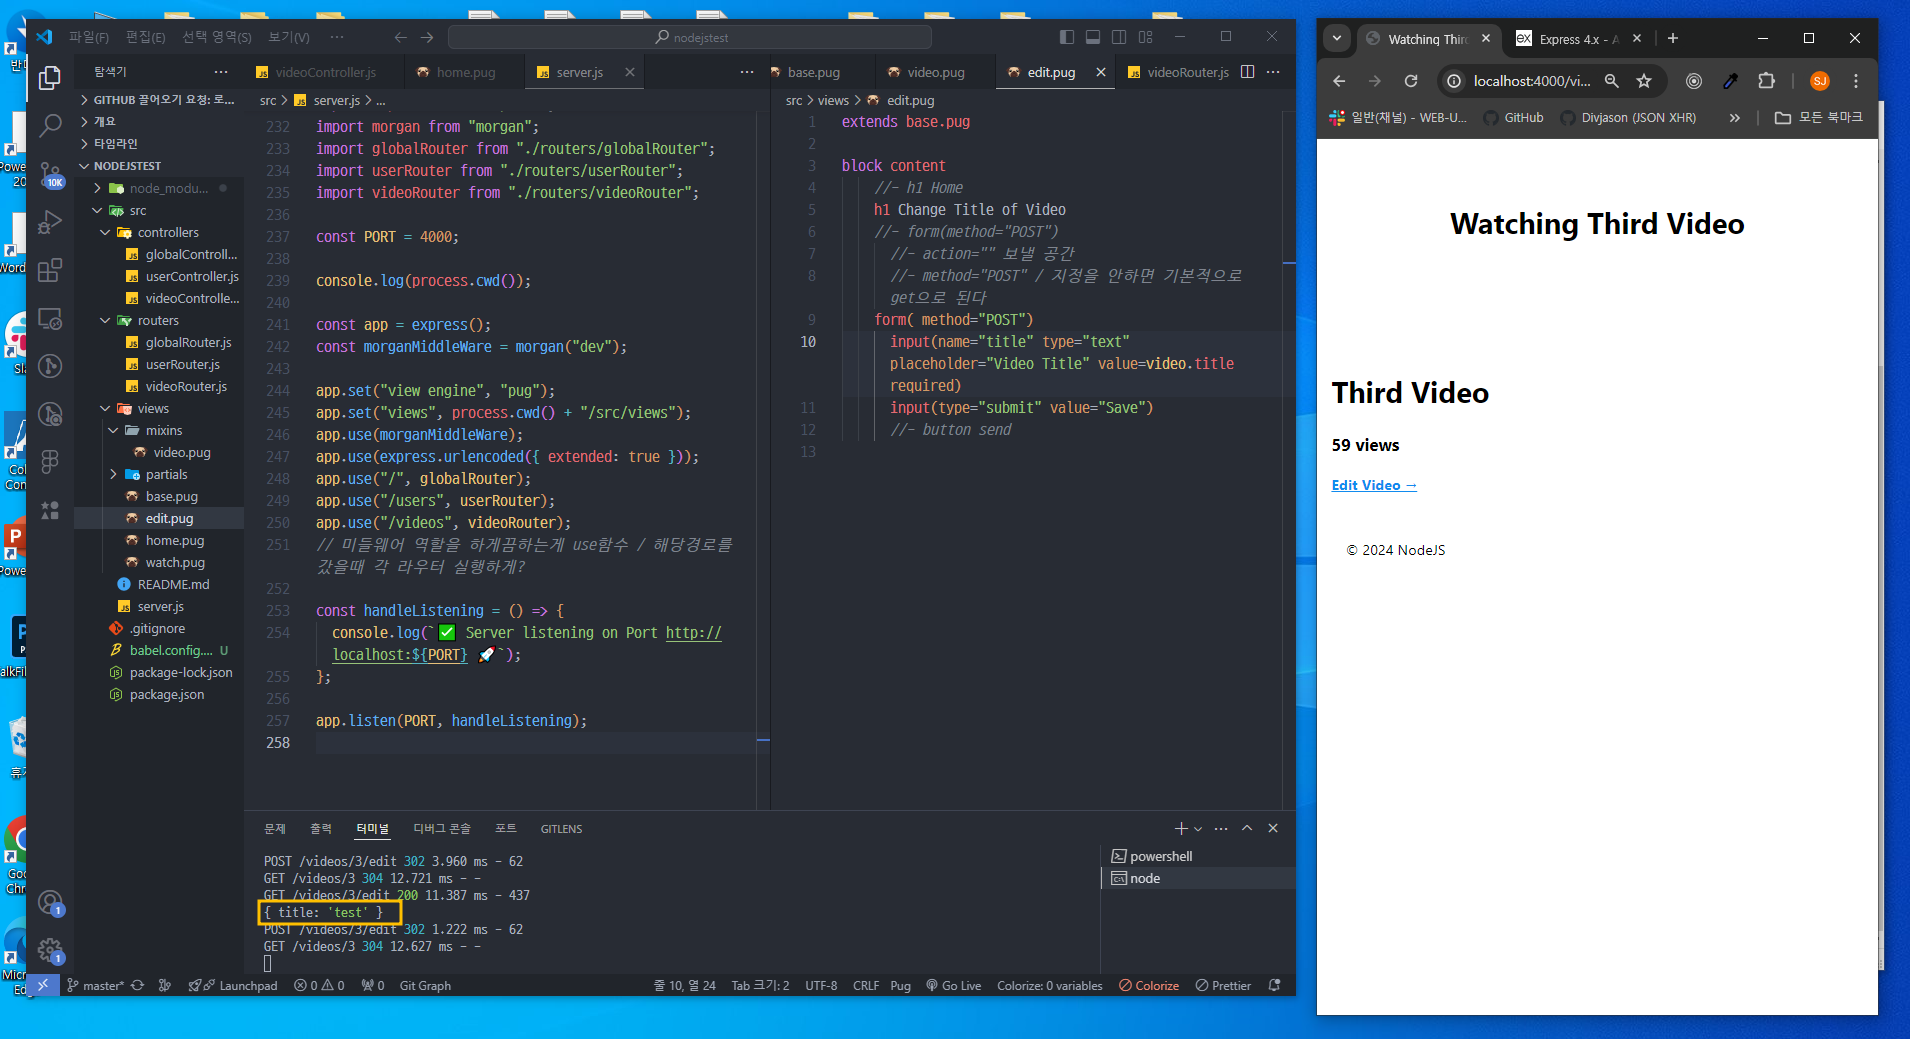 파일(F) 편집(E) 선택 영역(S) 보기(V) ···
nodejstest
탐색기
GITHUB 끌어오기 요청: 로...
개요
타임라인
NODEJSTEST
node_modu...
src
controllers
globalControll...
userController.js
videoControlle...
routers
globalRouter.js
userRouter.js
videoRouter.js
views
mixins
video.pug
partials
base.pug
edit.pug
home.pug
watch.pug
README.md
server.js
.gitignore
babel.config.... U
package-lock.json
package.json
10K
1
1
videoController.js home.pug server.js
src > server.js > ...
232 import morgan from "morgan";
233 import globalRouter from "./routers/globalRouter";
234 import userRouter from "./routers/userRouter";
235 import videoRouter from "./routers/videoRouter";
236
237 const PORT = 4000;
238
239 console.log(process.cwd());
240
241 const app = express();
242 const morganMiddleWare = morgan("dev");
243
244 app.set("view engine", "pug");
245 app.set("views", process.cwd() + "/src/views");
246 app.use(morganMiddleWare);
247 app.use(express.urlencoded({ extended: true }));
248 app.use("/", globalRouter);
249 app.use("/users", userRouter);
250 app.use("/videos", videoRouter);
251 // 미들웨어 역할을 하게끔하는게 use함수 / 해당경로를
갔을때 각 라우터 실행하게?
252
253 const handleListening = () => {
254 console.log(`✅ Server listening on Port http://
localhost:${PORT} 🚀`);
255 };
256
257 app.listen(PORT, handleListening);
258
base.pug video.pug edit.pug videoRouter.js
src > views > edit.pug
1 extends base.pug
2
3 block content
4 //- h1 Home
5 h1 Change Title of Video
6 //- form(method="POST")
7 //- action="" 보낼 공간
8 //- method="POST" / 지정을 안하면 기본적으로
get으로 된다
9 form( method="POST")
10 input(name="title" type="text"
placeholder="Video Title" value=video.title
required)
11 input(type="submit" value="Save")
12 //- button send
13
문제 출력 터미널 디버그 콘솔 포트 GITLENS
POST /videos/3/edit 302 3.960 ms - 62
GET /videos/3 304 12.721 ms - -
GET /videos/3/edit 200 11.387 ms - 437
{ title: 'test' }
POST /videos/3/edit 302 1.222 ms - 62
GET /videos/3 304 12.627 ms - -
powershell
node
master* Launchpad 0 0 0 Git Graph
줄 10, 열 24 Tab 크기: 2 UTF-8 CRLF Pug Go Live Colorize: 0 variables Colorize Prettier
Watching Thir
Express 4.x - A
localhost:4000/vi...
SJ
일반(채널) - WEB-U... GitHub Divjason (JSON XHR) » 모든 북마크
Watching Third Video
Third Video
59 views
Edit Video →
© 2024 NodeJS